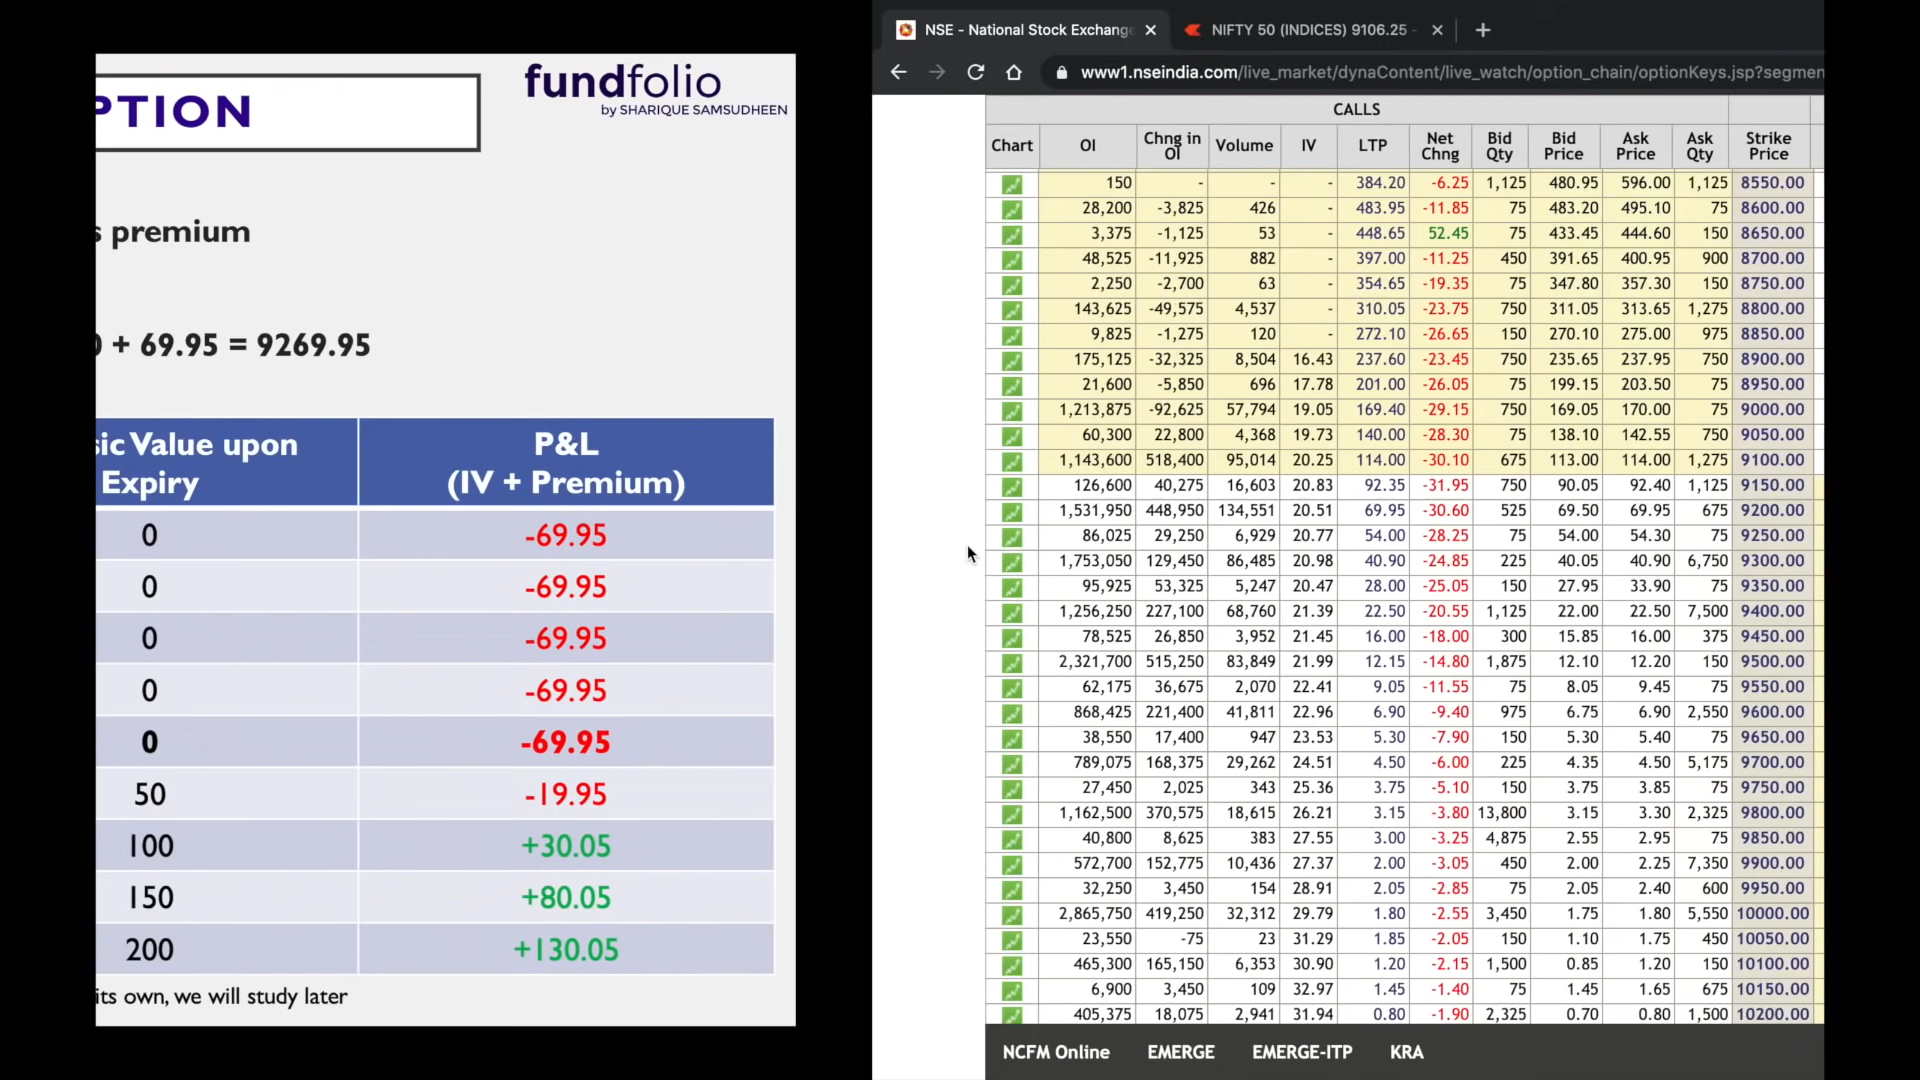 PTION
fundfolio
by SHARIQUE SAMSUDHEEN
s premium
0 + 69.95 = 9269.95
sic Value upon Expiry P&L (IV + Premium)
0 -69.95
0 -69.95
0 -69.95
0 -69.95
0 -69.95
50 -19.95
100 +30.05
150 +80.05
200 +130.05
its own, we will study later
NSE - National Stock Exchang
NIFTY 50 (INDICES) 9106.25 -
www1.nseindia.com/live_market/dynaContent/live_watch/option_chain/optionKeys.jsp?segmen
CALLS
Chart OI Chng in OI Volume IV LTP Net Chng Bid Qty Bid Price Ask Price Ask Qty Strike Price
150 - - - 384.20 -6.25 1,125 480.95 596.00 1,125 8550.00
28,200 -3,825 426 - 483.95 -11.85 75 483.20 495.10 75 8600.00
3,375 -1,125 53 - 448.65 52.45 75 433.45 444.60 150 8650.00
48,525 -11,925 882 - 397.00 -11.25 450 391.65 400.95 900 8700.00
2,250 -2,700 63 - 354.65 -19.35 75 347.80 357.30 150 8750.00
143,625 -49,575 4,537 - 310.05 -23.75 750 311.05 313.65 1,275 8800.00
9,825 -1,275 120 - 272.10 -26.65 150 270.10 275.00 975 8850.00
175,125 -32,325 8,504 16.43 237.60 -23.45 750 235.65 237.95 750 8900.00
21,600 -5,850 696 17.78 201.00 -26.05 75 199.15 203.50 75 8950.00
1,213,875 -92,625 57,794 19.05 169.40 -29.15 750 169.05 170.00 75 9000.00
60,300 22,800 4,368 19.73 140.00 -28.30 75 138.10 142.55 750 9050.00
1,143,600 518,400 95,014 20.25 114.00 -30.10 675 113.00 114.00 1,275 9100.00
126,600 40,275 16,603 20.83 92.35 -31.95 750 90.05 92.40 1,125 9150.00
1,531,950 448,950 134,551 20.51 69.95 -30.60 525 69.50 69.95 675 9200.00
86,025 29,250 6,929 20.77 54.00 -28.25 75 54.00 54.30 75 9250.00
1,753,050 129,450 86,485 20.98 40.90 -24.85 225 40.05 40.90 6,750 9300.00
95,925 53,325 5,247 20.47 28.00 -25.05 150 27.95 33.90 75 9350.00
1,256,250 227,100 68,760 21.39 22.50 -20.55 1,125 22.00 22.50 7,500 9400.00
78,525 26,850 3,952 21.45 16.00 -18.00 300 15.85 16.00 375 9450.00
2,321,700 515,250 83,849 21.99 12.15 -14.80 1,875 12.10 12.20 150 9500.00
62,175 36,675 2,070 22.41 9.05 -11.55 75 8.05 9.45 75 9550.00
868,425 221,400 41,811 22.96 6.90 -9.40 975 6.75 6.90 2,550 9600.00
38,550 17,400 947 23.53 5.30 -7.90 150 5.30 5.40 75 9650.00
789,075 168,375 29,262 24.51 4.50 -6.00 225 4.35 4.50 5,175 9700.00
27,450 2,025 343 25.36 3.75 -5.10 150 3.75 3.85 75 9750.00
1,162,500 370,575 18,615 26.21 3.15 -3.80 13,800 3.15 3.30 2,325 9800.00
40,800 8,625 383 27.55 3.00 -3.25 4,875 2.55 2.95 75 9850.00
572,700 152,775 10,436 27.37 2.00 -3.05 450 2.00 2.25 7,350 9900.00
32,250 3,450 154 28.91 2.05 -2.85 75 2.05 2.40 600 9950.00
2,865,750 419,250 32,312 29.79 1.80 -2.55 3,450 1.75 1.80 5,550 10000.00
23,550 -75 23 31.29 1.85 -2.05 150 1.10 1.75 450 10050.00
465,300 165,150 6,353 30.90 1.20 -2.15 1,500 0.85 1.20 150 10100.00
6,900 3,450 109 32.97 1.45 -1.40 75 1.45 1.65 675 10150.00
405,375 18,075 2,941 31.94 0.80 -1.90 2,325 0.70 0.80 1,500 10200.00
NCFM Online EMERGE EMERGE-ITP KRA